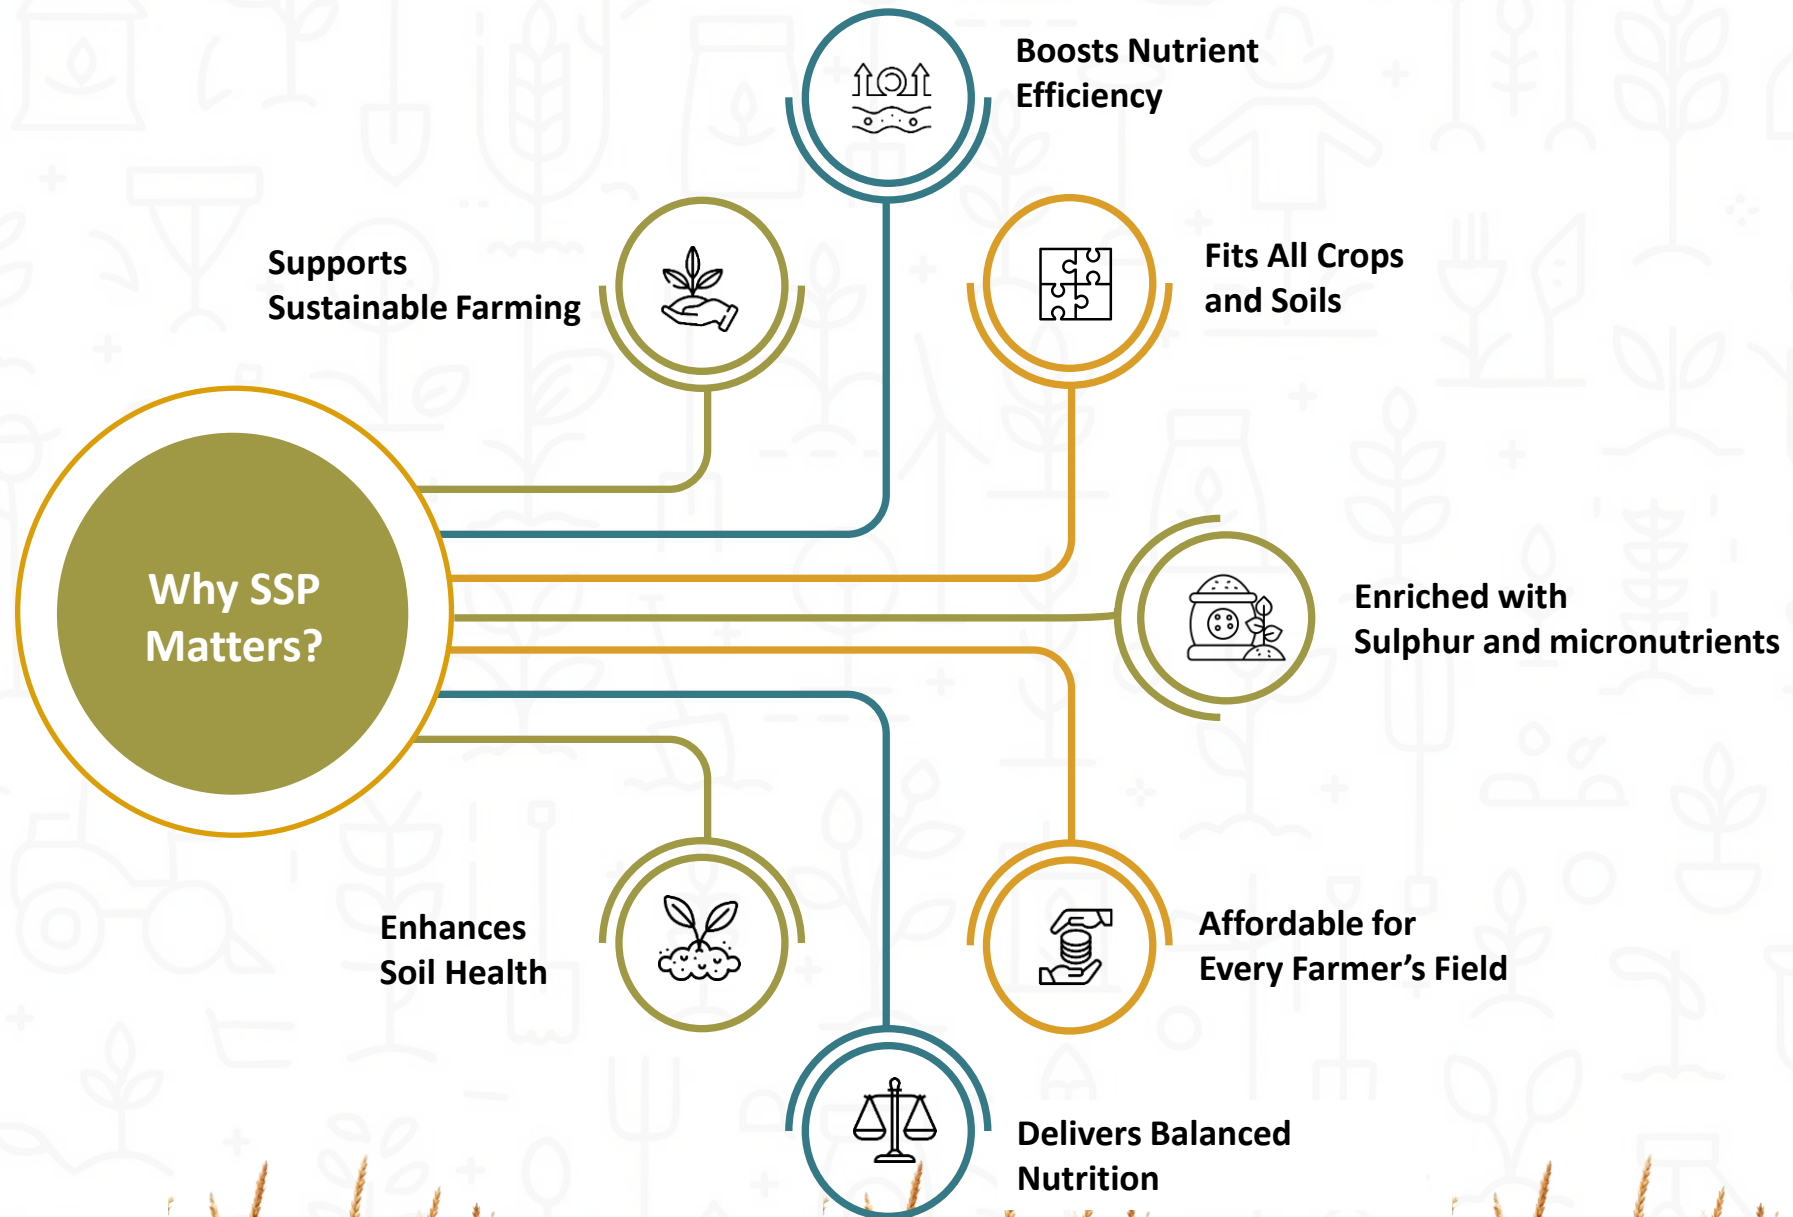 Why SSP
Matters?
Supports
Sustainable Farming
Boosts Nutrient
Efficiency
Fits All Crops
and Soils
Enriched with
Sulphur and micronutrients
Affordable for
Every Farmer’s Field
Delivers Balanced
Nutrition
Enhances
Soil Health